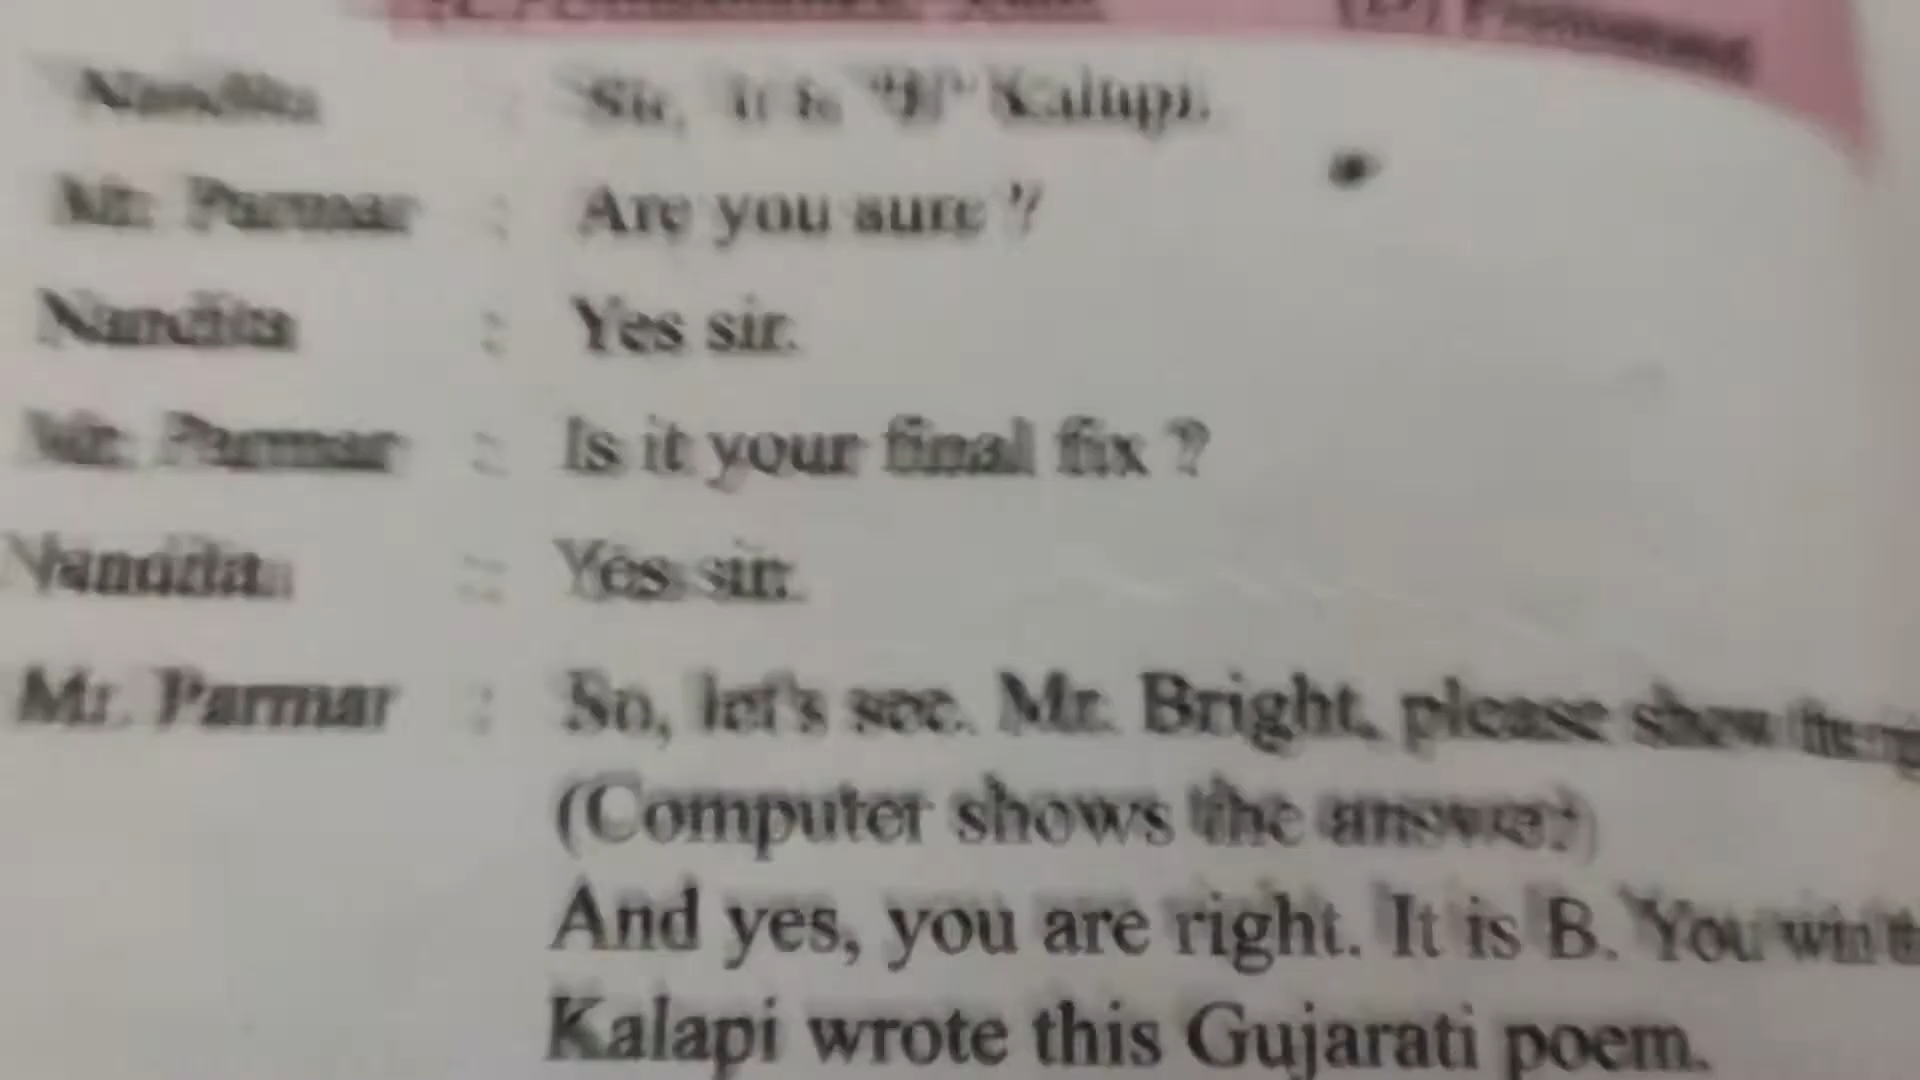 Nandita : Sir, it is "B" Kalapi.
Mr. Parmar : Are you sure ?
Nandita : Yes sir.
Mr. Parmar : Is it your final fix ?
Nandita : Yes sir.
Mr. Parmar : So, let's see. Mr. Bright, please show the
(Computer shows the answer)
And yes, you are right. It is B. You win
Kalapi wrote this Gujarati poem.